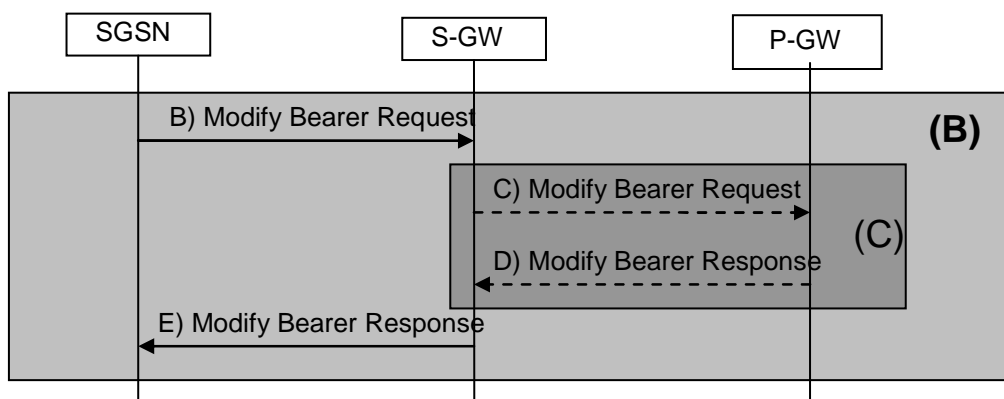 SGSN
S-GW
P-GW
B) Modify Bearer Request
(B)
C) Modify Bearer Request
(C)
D) Modify Bearer Response
E) Modify Bearer Response